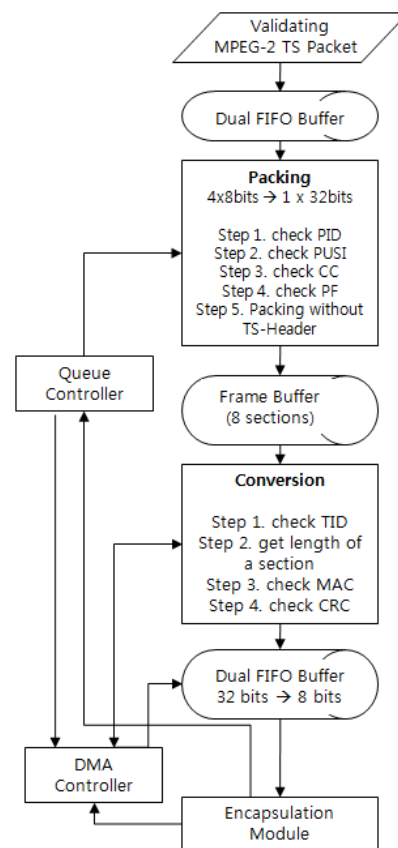 Validating
MPEG-2 TS Packet
Dual FIFO Buffer
Packing
4x8bits → 1 x 32bits
Step 1. check PID
Step 2. check PUSI
Step 3. check CC
Step 4. check PF
Step 5. Packing without
TS-Header
Queue
Controller
Frame Buffer
(8 sections)
Conversion
Step 1. check TID
Step 2. get length of
a section
Step 3. check MAC
Step 4. check CRC
Dual FIFO Buffer
32 bits → 8 bits
DMA
Controller
Encapsulation
Module